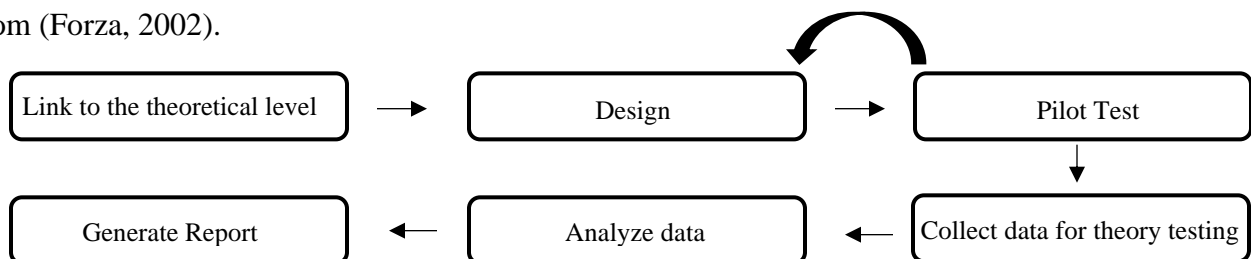 om (Forza, 2002).
Link to the theoretical level
Design
Pilot Test
Generate Report
Analyze data
Collect data for theory testing